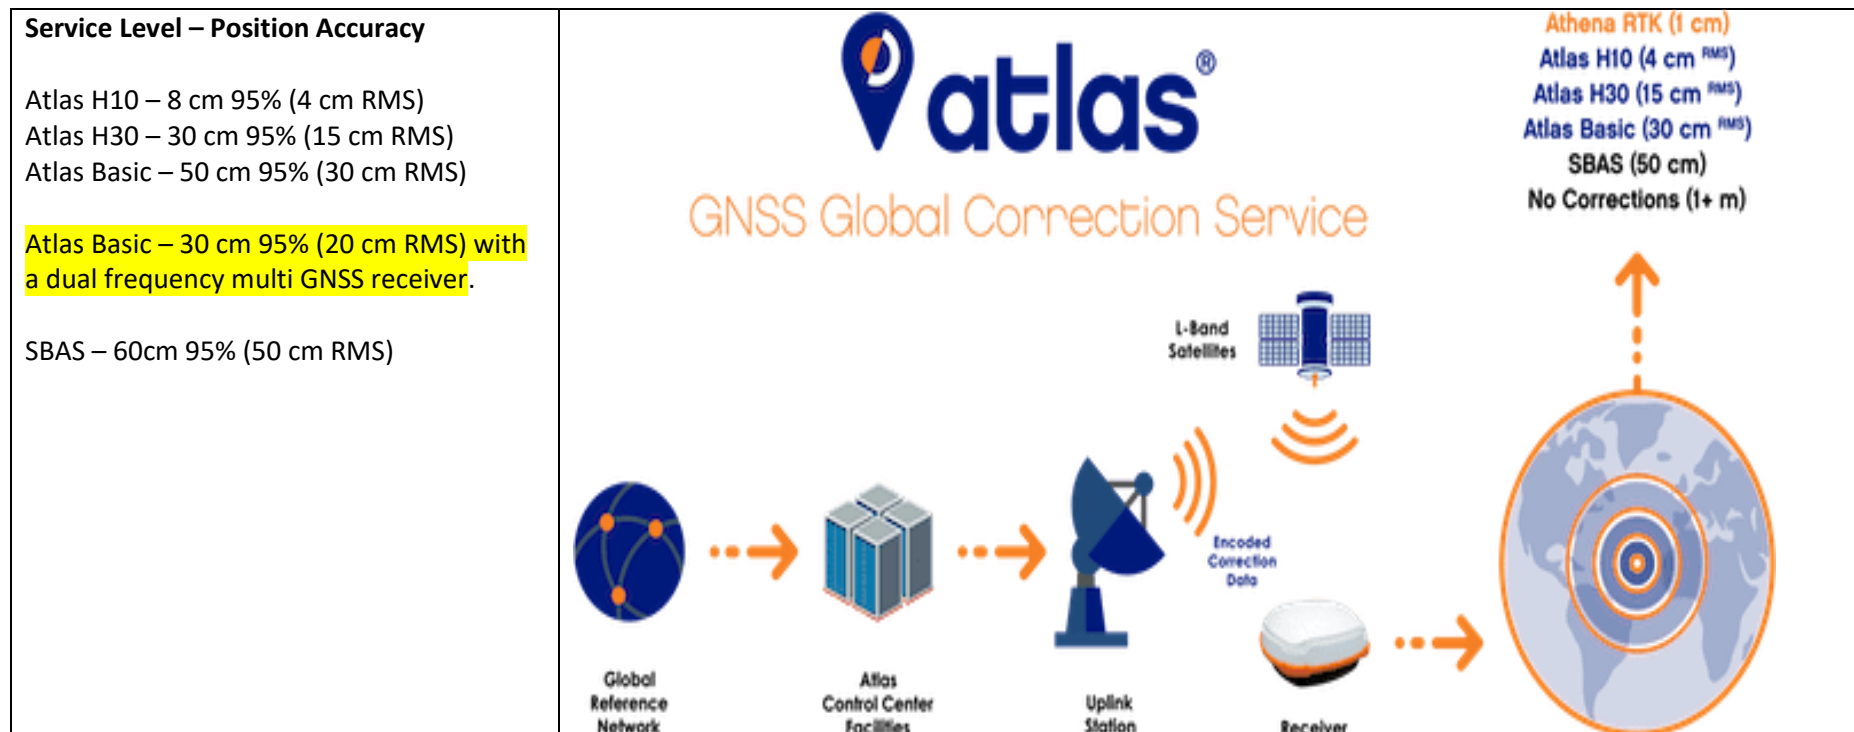 Service Level – Position Accuracy
Atlas H10 – 8 cm 95% (4 cm RMS)
Atlas H30 – 30 cm 95% (15 cm RMS)
Atlas Basic – 50 cm 95% (30 cm RMS)
Atlas Basic – 30 cm 95% (20 cm RMS) with
a dual frequency multi GNSS receiver.
SBAS – 60cm 95% (50 cm RMS)
atlas®
GNSS Global Correction Service
Athena RTK (1 cm)
Atlas H10 (4 cm RMS)
Atlas H30 (15 cm RMS)
Atlas Basic (30 cm RMS)
SBAS (50 cm)
No Corrections (1+ m)
L-Band
Satellites
Encoded
Correction
Data
Global
Reference
Network
Atlas
Control Center
Facilities
Uplink
Station
Receiver